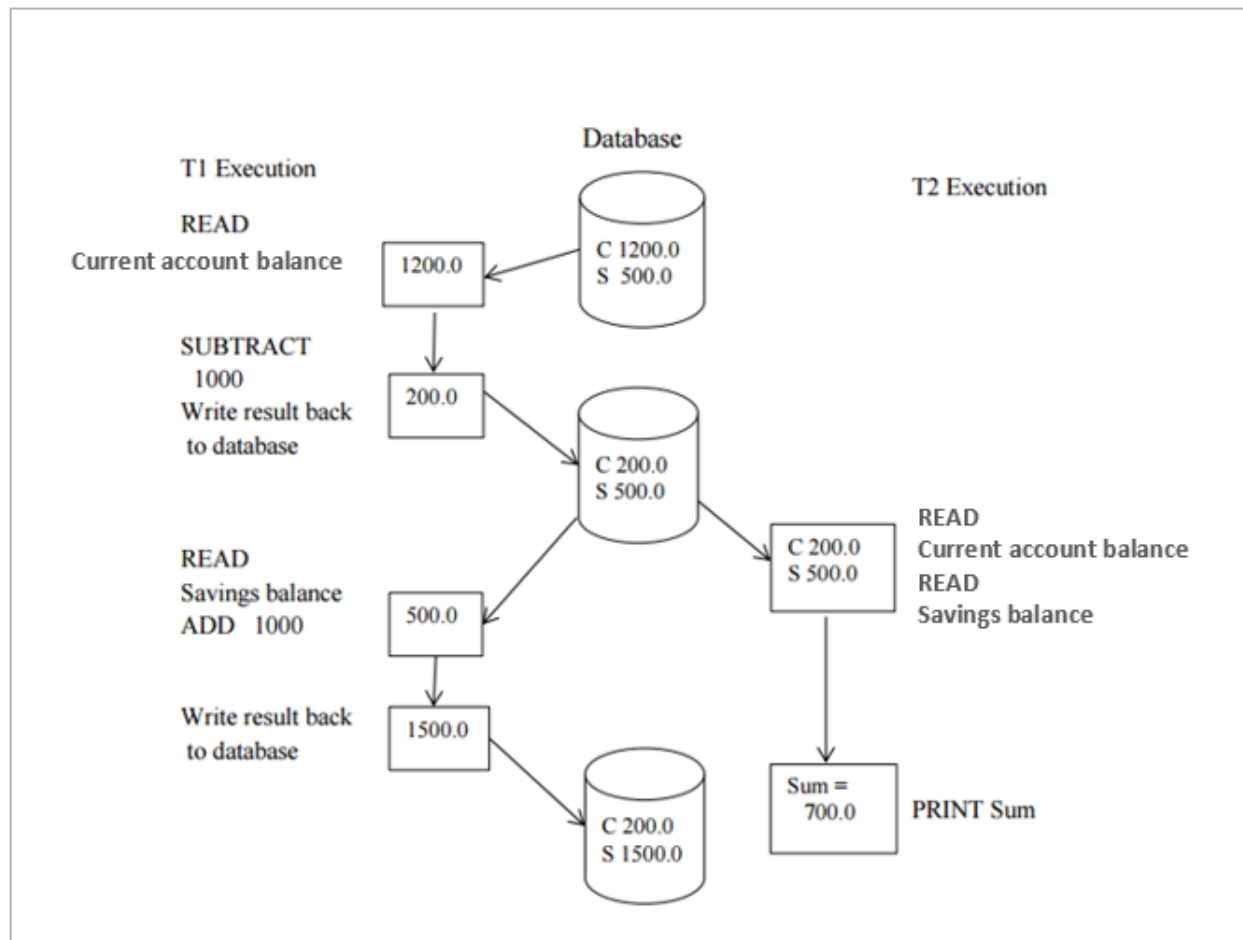 Database
T1 Execution
T2 Execution
READ
Current account balance
1200.0
C 1200.0
S 500.0
SUBTRACT
1000
Write result back
to database
200.0
C 200.0
S 500.0
READ
Current account balance
READ
Savings balance
C 200.0
S 500.0
READ
Savings balance
ADD 1000
500.0
Write result back
to database
1500.0
Sum =
700.0
PRINT Sum
C 200.0
S 1500.0